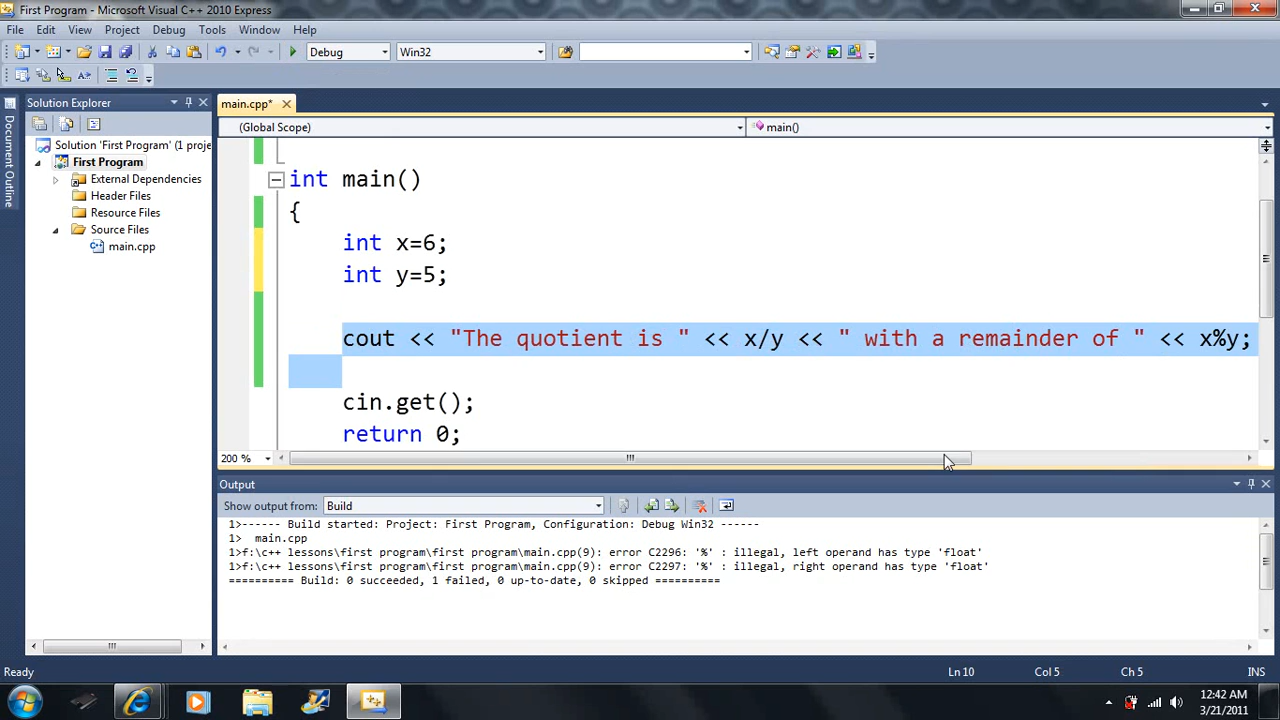 First Program - Microsoft Visual C++ 2010 Express
File Edit View Project Debug Tools Window Help
Debug Win32
Solution Explorer
main.cpp*
Document Outline
(Global Scope) main()
Solution 'First Program' (1 proje
First Program
External Dependencies
Header Files
Resource Files
Source Files
main.cpp
int main()
{
int x=6;
int y=5;
cout << "The quotient is " << x/y << " with a remainder of " << x%y;
cin.get();
return 0;
200 %
Output
Show output from: Build
1>------ Build started: Project: First Program, Configuration: Debug Win32 ------
1> main.cpp
1>f:\c++ lessons\first program\first program\main.cpp(9): error C2296: '%' : illegal, left operand has type 'float'
1>f:\c++ lessons\first program\first program\main.cpp(9): error C2297: '%' : illegal, right operand has type 'float'
========== Build: 0 succeeded, 1 failed, 0 up-to-date, 0 skipped ==========
Ready Ln 10 Col 5 Ch 5 INS
12:42 AM
3/21/2011